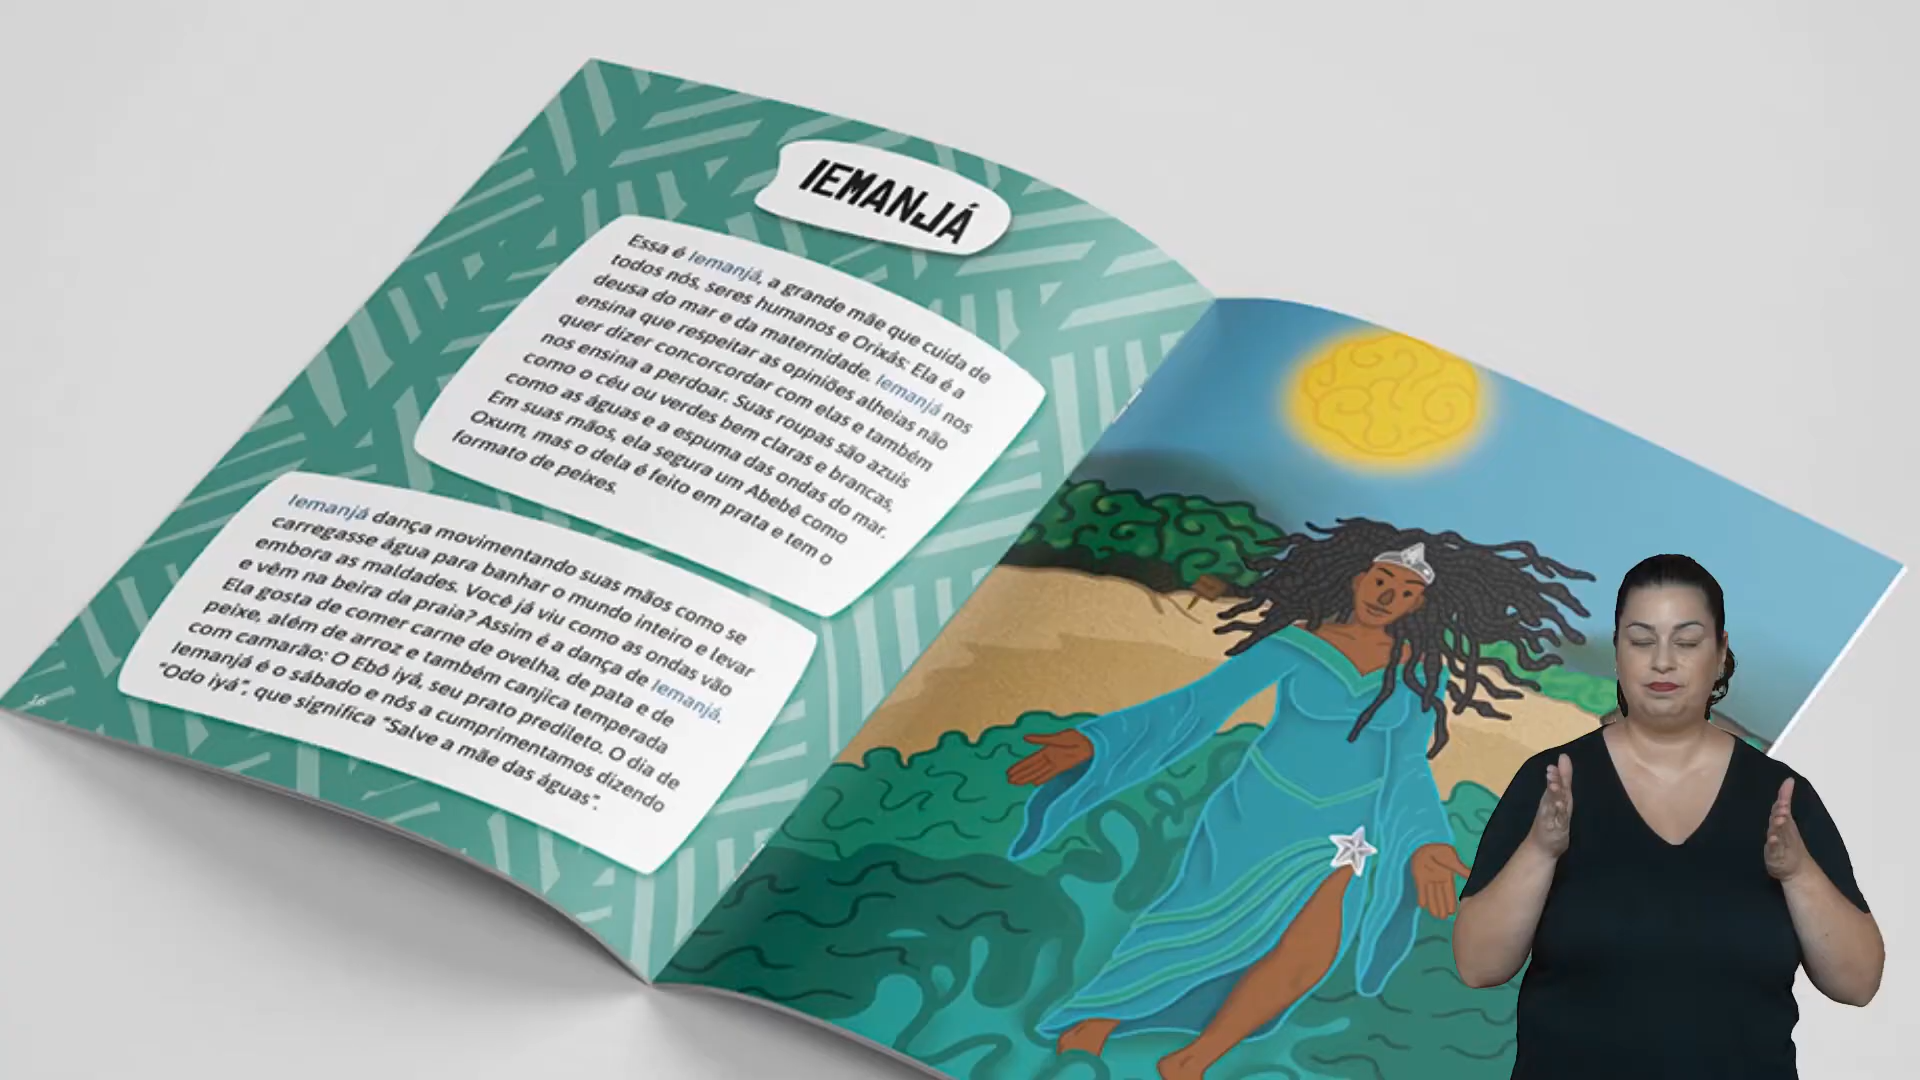 IEMANJÁ
Essa é Iemanjá, a grande mãe que cuida de
todos nós, seres humanos e Orixás. Ela é a
deusa do mar e da maternidade. Iemanjá nos
ensina que respeitar as opiniões alheias não
quer dizer concorcordar com elas e também
nos ensina a perdoar. Suas roupas são azuis
como o céu ou verdes bem claras e brancas,
como as águas e a espuma das ondas do mar.
Em suas mãos, ela segura um Abebê como
Oxum, mas o dela é feito em prata e tem o
formato de peixes.
Iemanjá dança movimentando suas mãos como se
carregasse água para banhar o mundo inteiro e levar
embora as maldades. Você já viu como as ondas vão
e vêm na beira da praia? Assim é a dança de Iemanjá.
Ela gosta de comer carne de ovelha, de pata e de
peixe, além de arroz e também canjica temperada
com camarão: O Ebô iyá, seu prato predileto. O dia de
Iemanjá é o sábado e nós a cumprimentamos dizendo
“Odo iyá”, que significa “Salve a mãe das águas”.
16